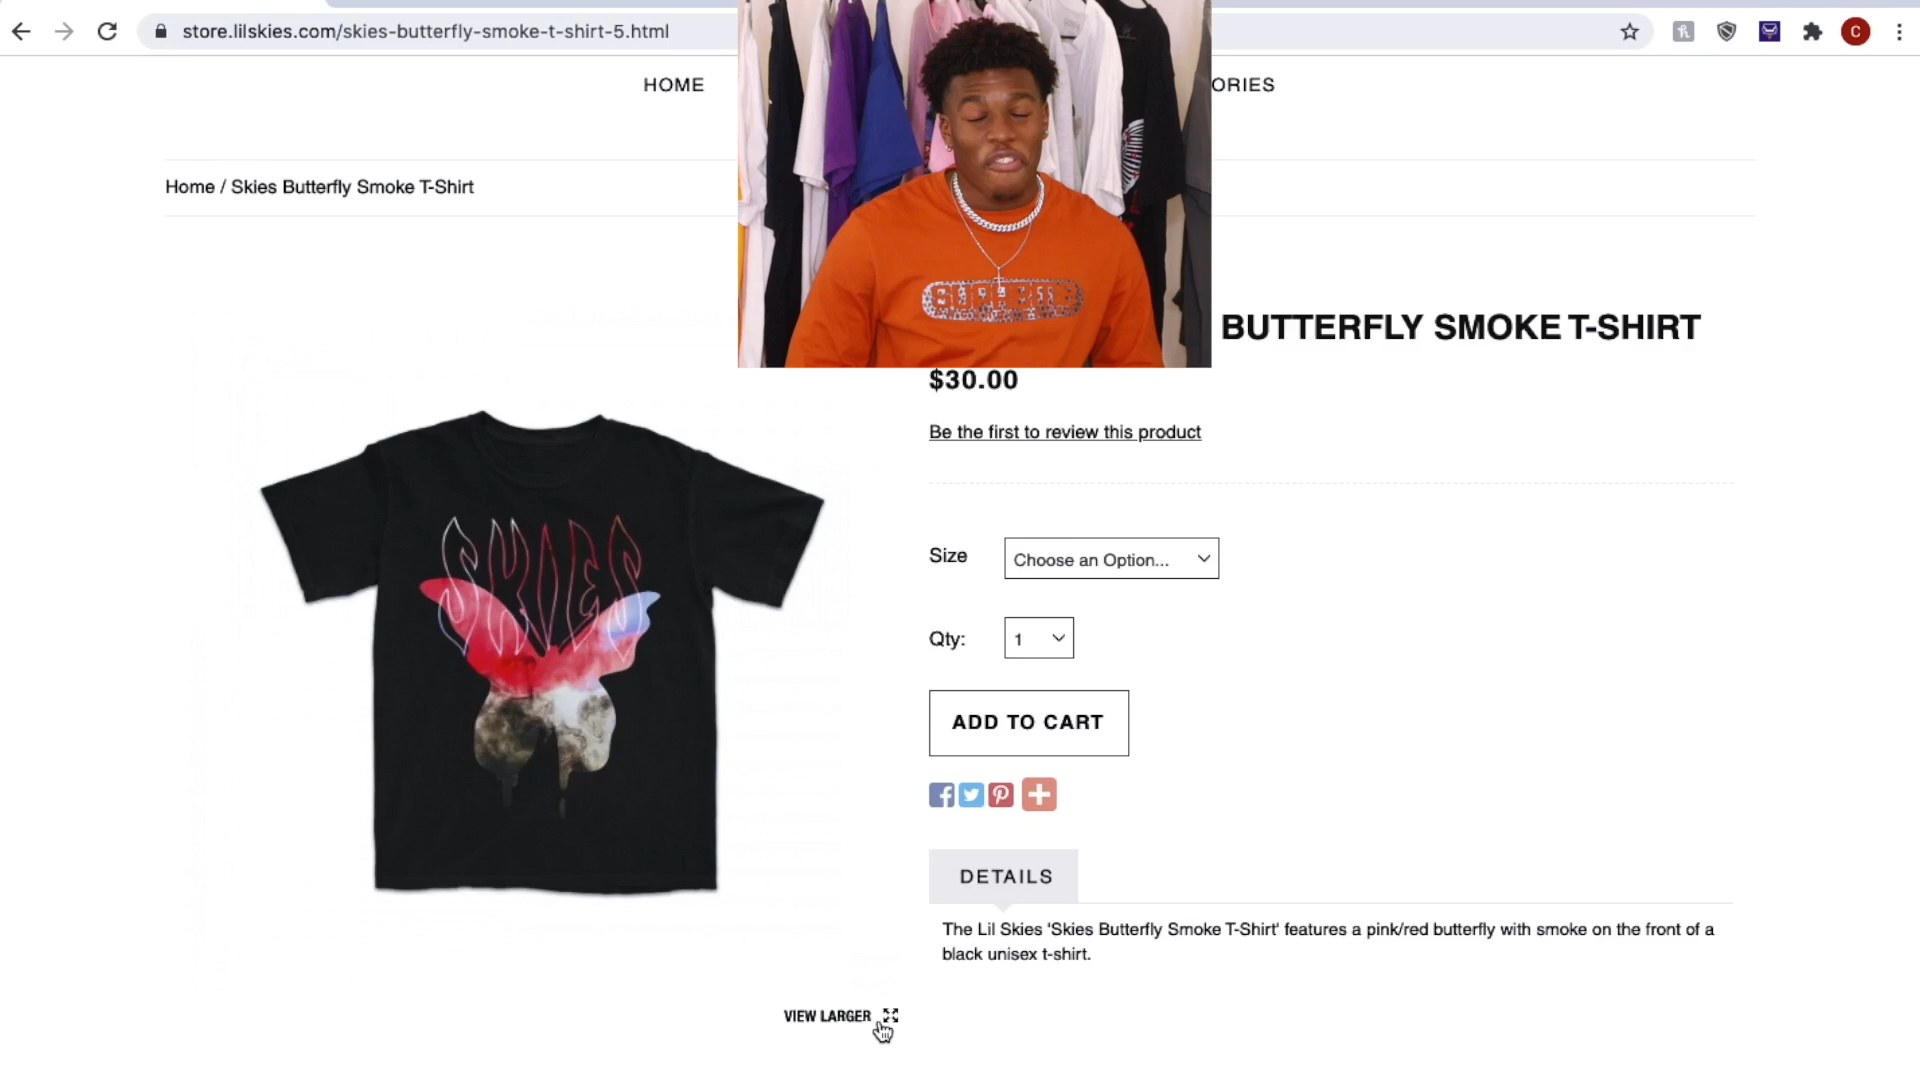 store.lilskies.com/skies-butterfly-smoke-t-shirt-5.html
C
HOME
ORIES
Home / Skies Butterfly Smoke T-Shirt
BUTTERFLY SMOKE T-SHIRT
$30.00
Be the first to review this product
SKIES
Size
Choose an Option...
Qty:
1
ADD TO CART
DETAILS
The Lil Skies 'Skies Butterfly Smoke T-Shirt' features a pink/red butterfly with smoke on the front of a
black unisex t-shirt.
VIEW LARGER